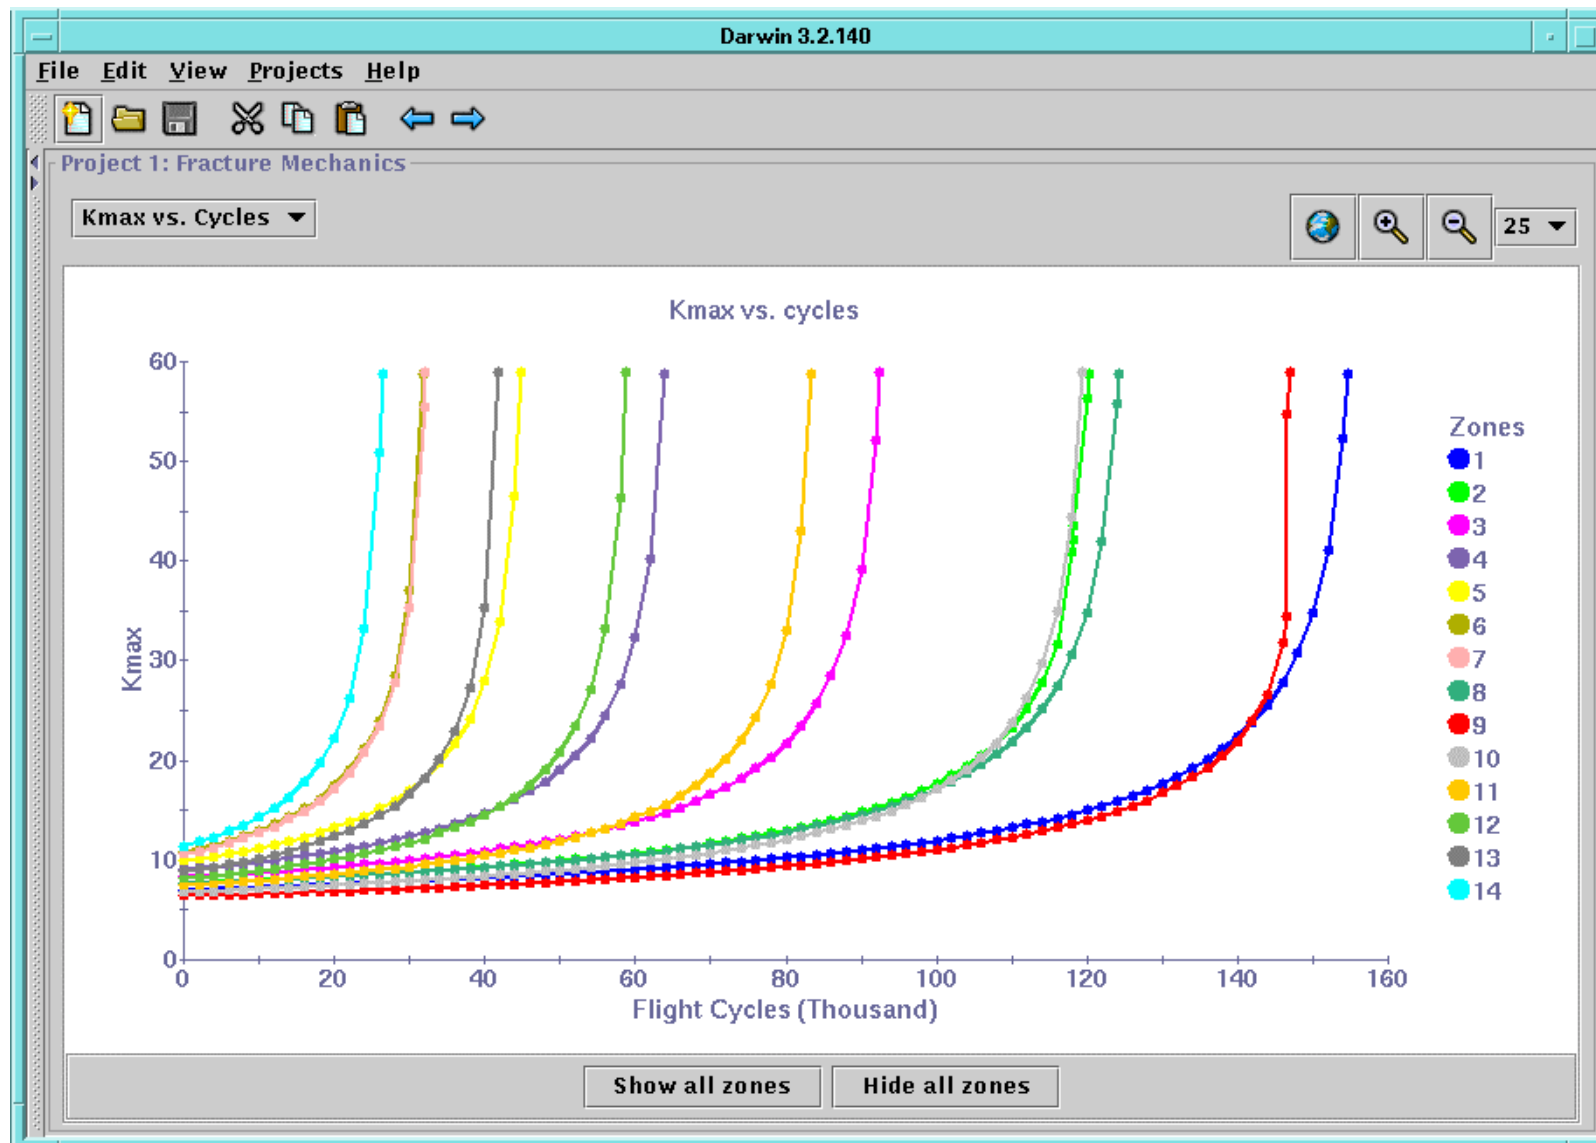 Darwin 3.2.140
File Edit View Projects Help
Project 1: Fracture Mechanics
Kmax vs. Cycles
25
Kmax vs. cycles
60
50
40
30
20
10
0
Kmax
0 20 40 60 80 100 120 140 160
Flight Cycles (Thousand)
Zones
1
2
3
4
5
6
7
8
9
10
11
12
13
14
Show all zones Hide all zones